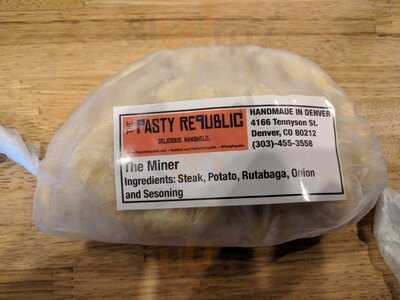 THE PASTY REPUBLIC
DELICIOUS. HANDHELD.
HANDMADE IN DENVER
4166 Tennyson St.
Denver, CO 80212
(303)-455-3558
The Miner
Ingredients: Steak, Potato, Rutabaga, Onion
and Sesoning